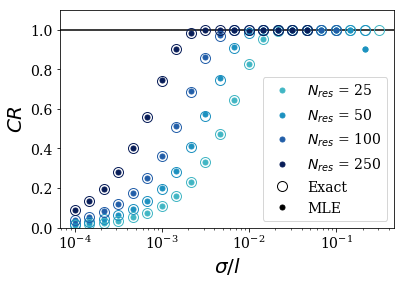 CR
1.0
0.8
0.6
0.4
0.2
0.0
10⁻⁴
10⁻³
10⁻²
10⁻¹
σ/l
N_res = 25
N_res = 50
N_res = 100
N_res = 250
Exact
MLE